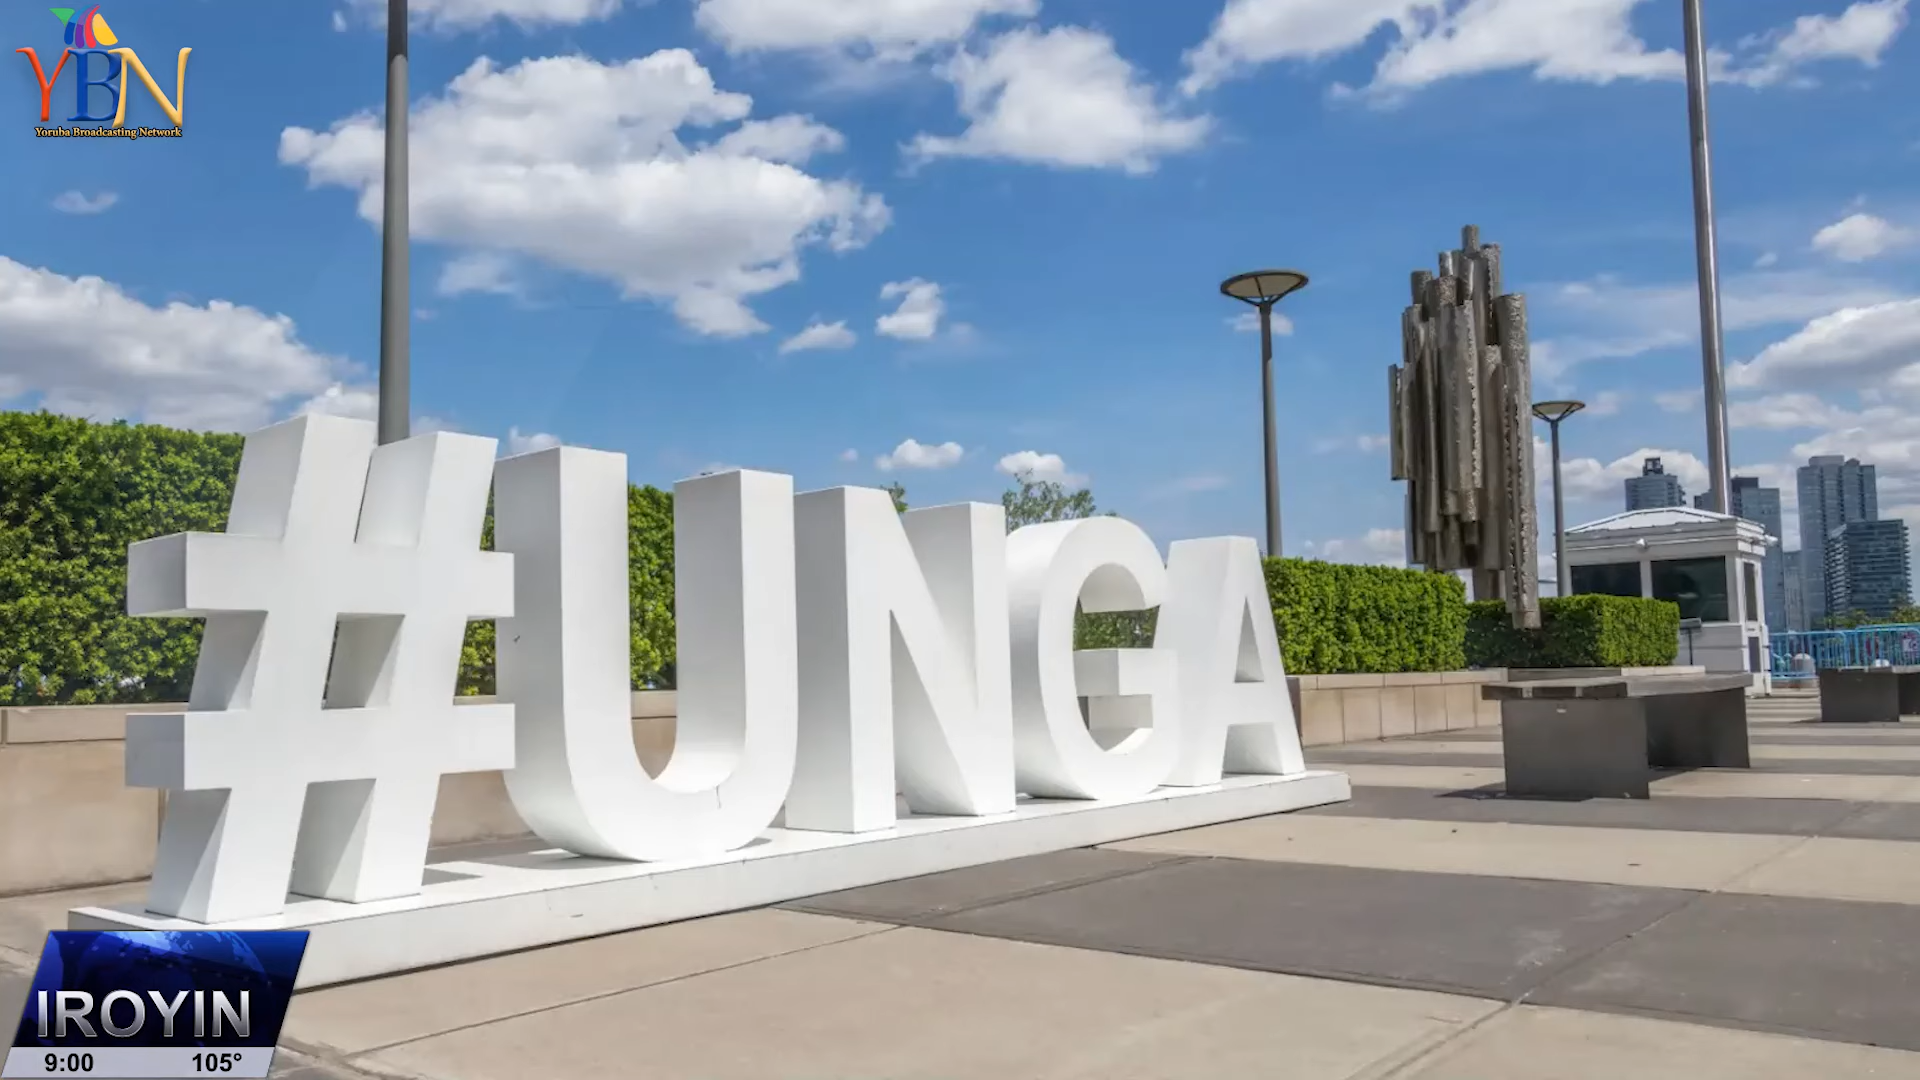 YBN
Yoruba Broadcasting Network
#UNGA
IROYIN
9:00 105°